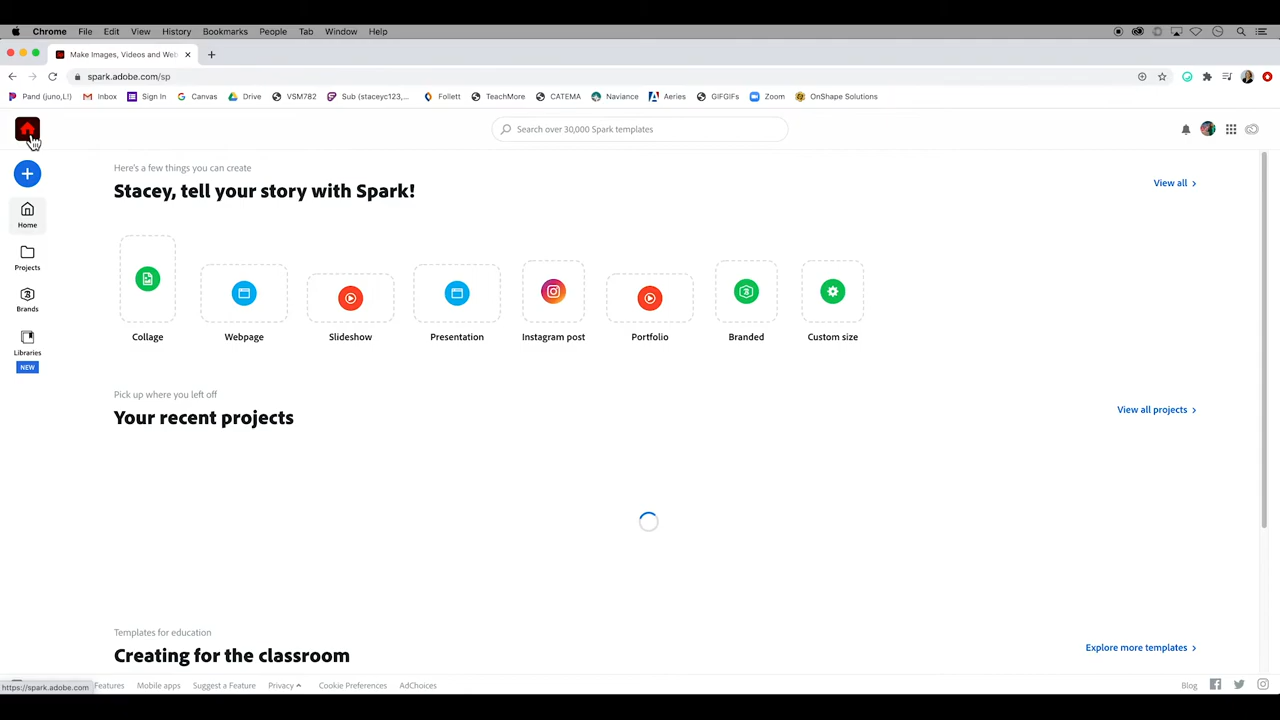 Chrome File Edit View History Bookmarks People Tab Window Help
Make Images, Videos and Web
spark.adobe.com/sp
Pand (juno,L!) Inbox Sign In Canvas Drive VSM782 Sub (staceyc123,... Follett TeachMore CATEMA Naviance Aeries GIFGIFs Zoom OnShape Solutions
Search over 30,000 Spark templates
Home
Projects
Brands
Libraries
NEW
Here's a few things you can create
Stacey, tell your story with Spark!
View all >
Collage Webpage Slideshow Presentation Instagram post Portfolio Branded Custom size
Pick up where you left off
Your recent projects
View all projects >
Templates for education
Creating for the classroom
Explore more templates >
https://spark.adobe.com Features Mobile apps Suggest a Feature Privacy Cookie Preferences AdChoices Blog